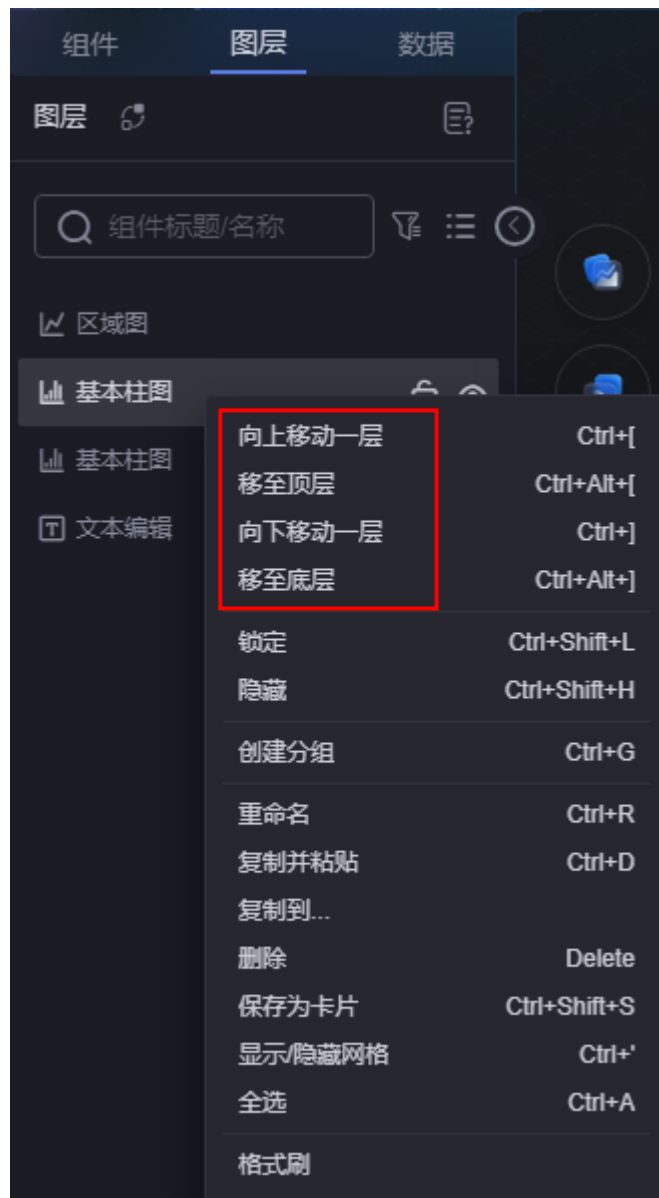 组件 图层 数据
图层
组件标题/名称
区域图
基本柱图
基本柱图
文本编辑
向上移动一层 Ctrl+[
移至顶层 Ctrl+Alt+[
向下移动一层 Ctrl+]
移至底层 Ctrl+Alt+]
锁定 Ctrl+Shift+L
隐藏 Ctrl+Shift+H
创建分组 Ctrl+G
重命名 Ctrl+R
复制并粘贴 Ctrl+D
复制到...
删除 Delete
保存为卡片 Ctrl+Shift+S
显示/隐藏网格 Ctrl+'
全选 Ctrl+A
格式刷